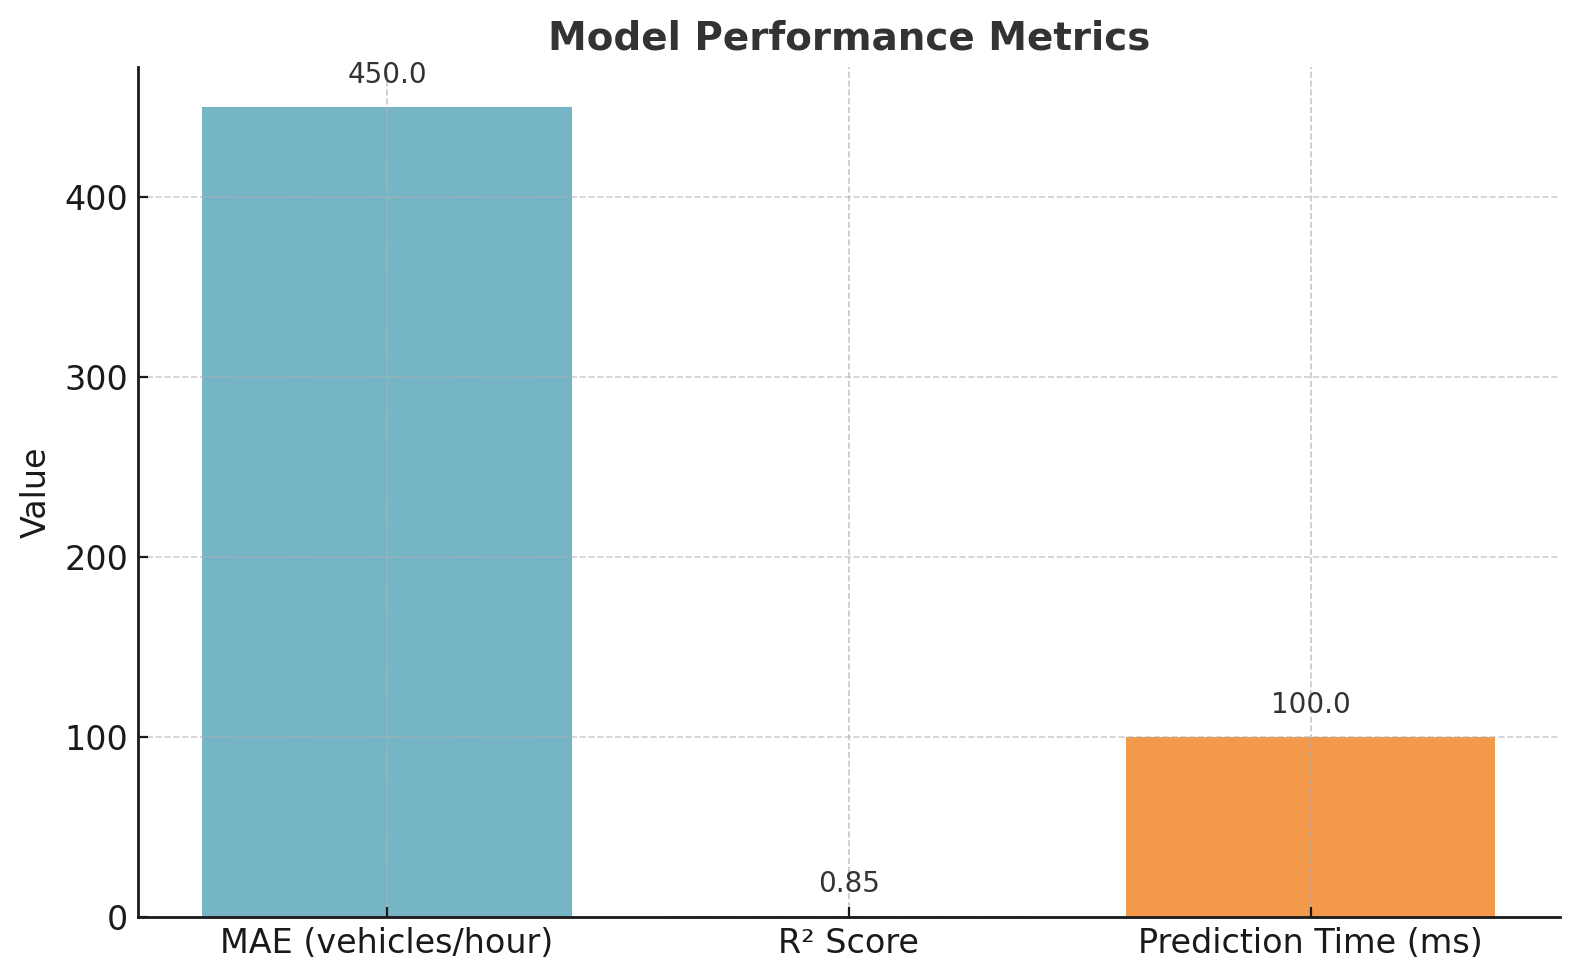 Model Performance Metrics
450.0
400
300
Value
200
100.0
100
0.85
0
MAE (vehicles/hour)
R² Score
Prediction Time (ms)